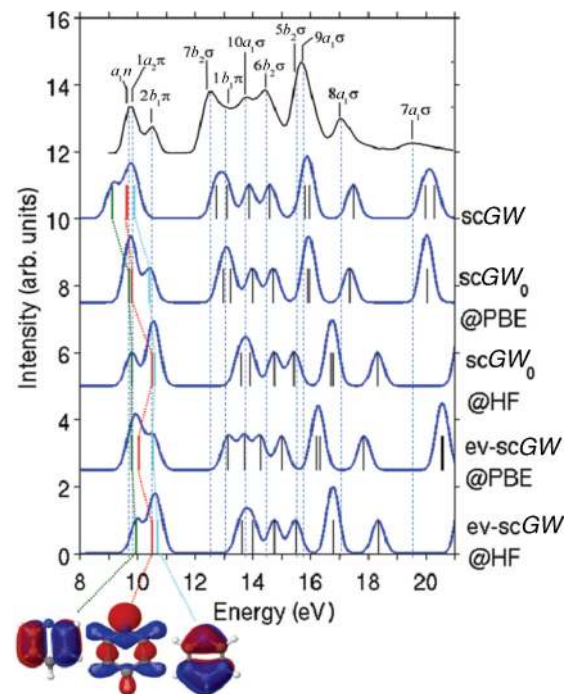 16
14
12
10
8
6
4
2
0
Intensity (arb. units)
a₁n
1a₂π
2b₁π
7b₂σ
1b₁π
10a₁σ
6b₂σ
5b₂σ
9a₁σ
8a₁σ
7a₁σ
scGW
scGW₀
@PBE
scGW₀
@HF
ev-scGW
@PBE
ev-scGW
@HF
8 10 12 14 16 18 20
Energy (eV)